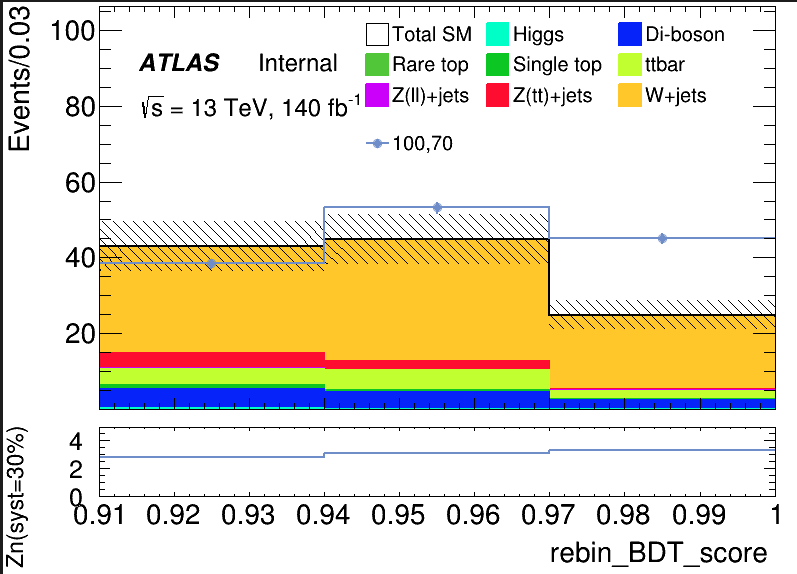 Events/0.03
100
80
60
40
20
ATLAS Internal
√s = 13 TeV, 140 fb-1
Total SM Higgs Di-boson
Rare top Single top ttbar
Z(ll)+jets Z(tt)+jets W+jets
100,70
Zn(syst=30%)
4
2
0
0.91 0.92 0.93 0.94 0.95 0.96 0.97 0.98 0.99 1
rebin_BDT_score